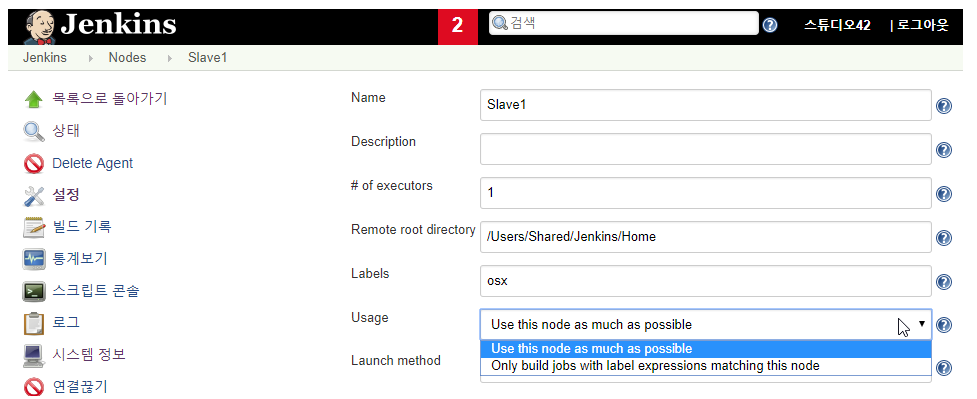 Jenkins
2
검색
스튜디오42 | 로그아웃
Jenkins Nodes Slave1
목록으로 돌아가기
상태
Delete Agent
설정
빌드 기록
통계보기
스크립트 콘솔
로그
시스템 정보
연결끊기
Name Slave1
Description
# of executors 1
Remote root directory /Users/Shared/Jenkins/Home
Labels osx
Usage Use this node as much as possible
Use this node as much as possible
Only build jobs with label expressions matching this node
Launch method